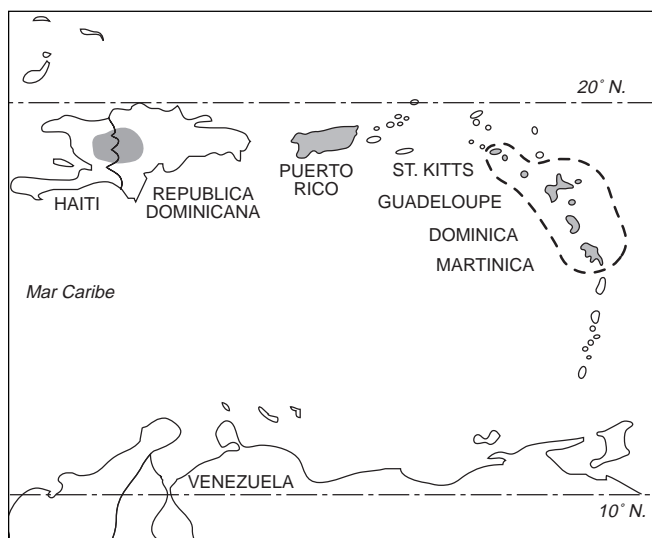 20˚ N.
PUERTO
RICO
ST. KITTS
HAITI
REPUBLICA
DOMINICANA
GUADELOUPE
DOMINICA
MARTINICA
Mar Caribe
VENEZUELA
10˚ N.